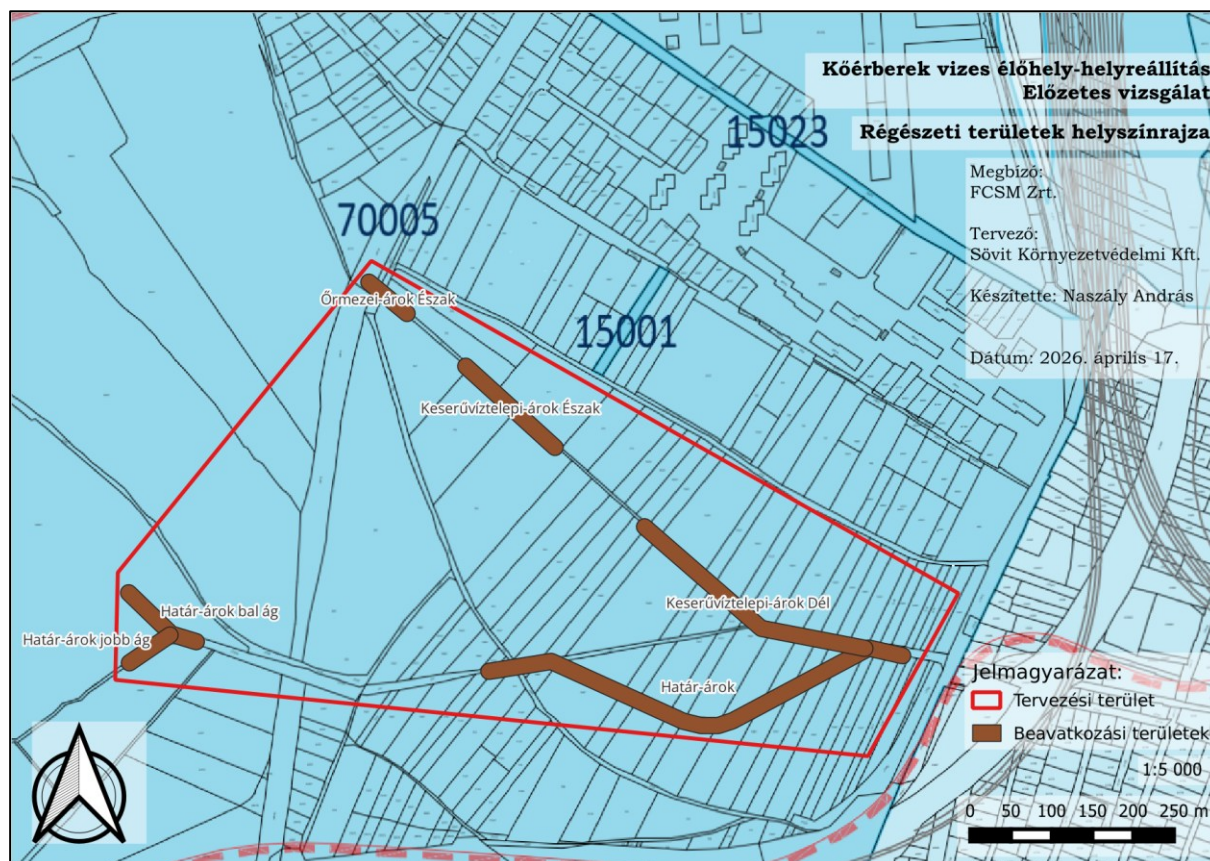 Kőérberek vizes élőhely-helyreállítás
Előzetes vizsgálat
Régészeti területek helyszínrajza
Megbízó:
FCSM Zrt.
Tervező:
Sövit Környezetvédelmi Kft.
Készítette: Naszály András
Dátum: 2026. április 17.
15023
70005
15001
Őrmezei-árok Észak
Keserűvíztelepi-árok Észak
Keserűvíztelepi-árok Dél
Határ-árok bal ág
Határ-árok jobb ág
Határ-árok
Jelmagyarázat:
Tervezési terület
Beavatkozási területek
1:5 000
0 50 100 150 200 250 m